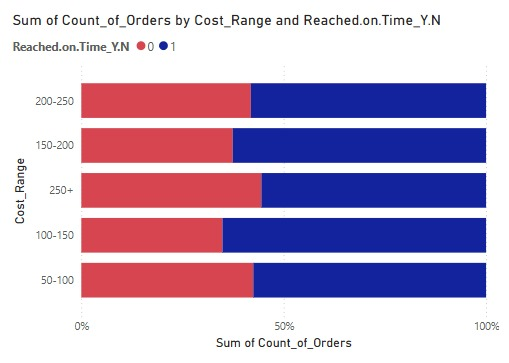 Sum of Count_of_Orders by Cost_Range and Reached.on.Time_Y.N
Reached.on.Time_Y.N 0 1
200-250
150-200
250+
100-150
50-100
Cost_Range
0% 50% 100%
Sum of Count_of_Orders